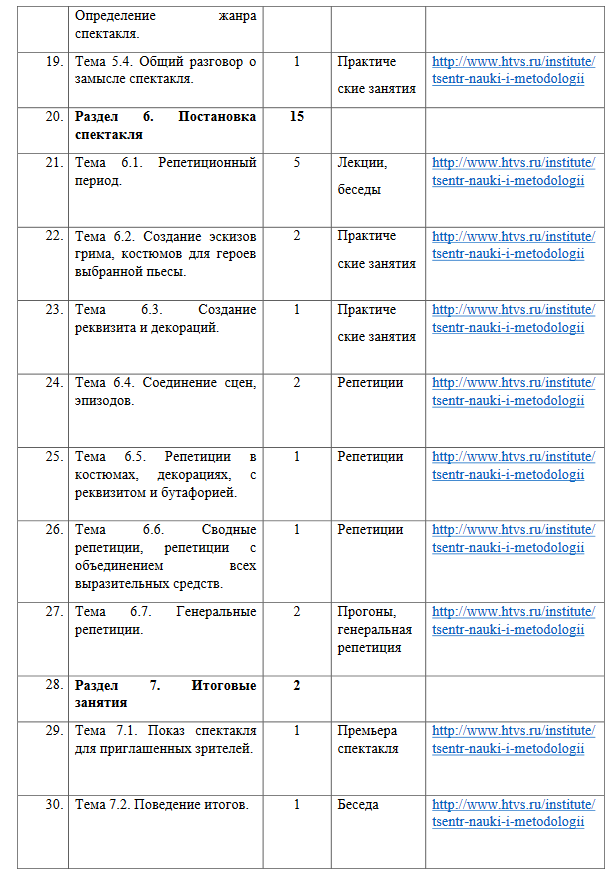 Определение жанра
спектакля.
19. Тема 5.4. Общий разговор о 1 Практиче http://www.htvs.ru/institute/
замысле спектакля. ские занятия tsentr-nauki-i-metodologii
20. Раздел 6. Постановка 15
спектакля
21. Тема 6.1. Репетиционный 5 Лекции, http://www.htvs.ru/institute/
период. беседы tsentr-nauki-i-metodologii
22. Тема 6.2. Создание эскизов 2 Практиче http://www.htvs.ru/institute/
грима, костюмов для героев ские занятия tsentr-nauki-i-metodologii
выбранной пьесы.
23. Тема 6.3. Создание 1 Практиче http://www.htvs.ru/institute/
реквизита и декораций. ские занятия tsentr-nauki-i-metodologii
24. Тема 6.4. Соединение сцен, 2 Репетиции http://www.htvs.ru/institute/
эпизодов. tsentr-nauki-i-metodologii
25. Тема 6.5. Репетиции в 1 Репетиции http://www.htvs.ru/institute/
костюмах, декорациях, с tsentr-nauki-i-metodologii
реквизитом и бутафорией.
26. Тема 6.6. Сводные 1 Репетиции http://www.htvs.ru/institute/
репетиции, репетиции с tsentr-nauki-i-metodologii
объединением всех
выразительных средств.
27. Тема 6.7. Генеральные 2 Прогоны, http://www.htvs.ru/institute/
репетиции. генеральная tsentr-nauki-i-metodologii
репетиция
28. Раздел 7. Итоговые 2
занятия
29. Тема 7.1. Показ спектакля 1 Премьера http://www.htvs.ru/institute/
для приглашенных зрителей. спектакля tsentr-nauki-i-metodologii
30. Тема 7.2. Поведение итогов. 1 Беседа http://www.htvs.ru/institute/
tsentr-nauki-i-metodologii